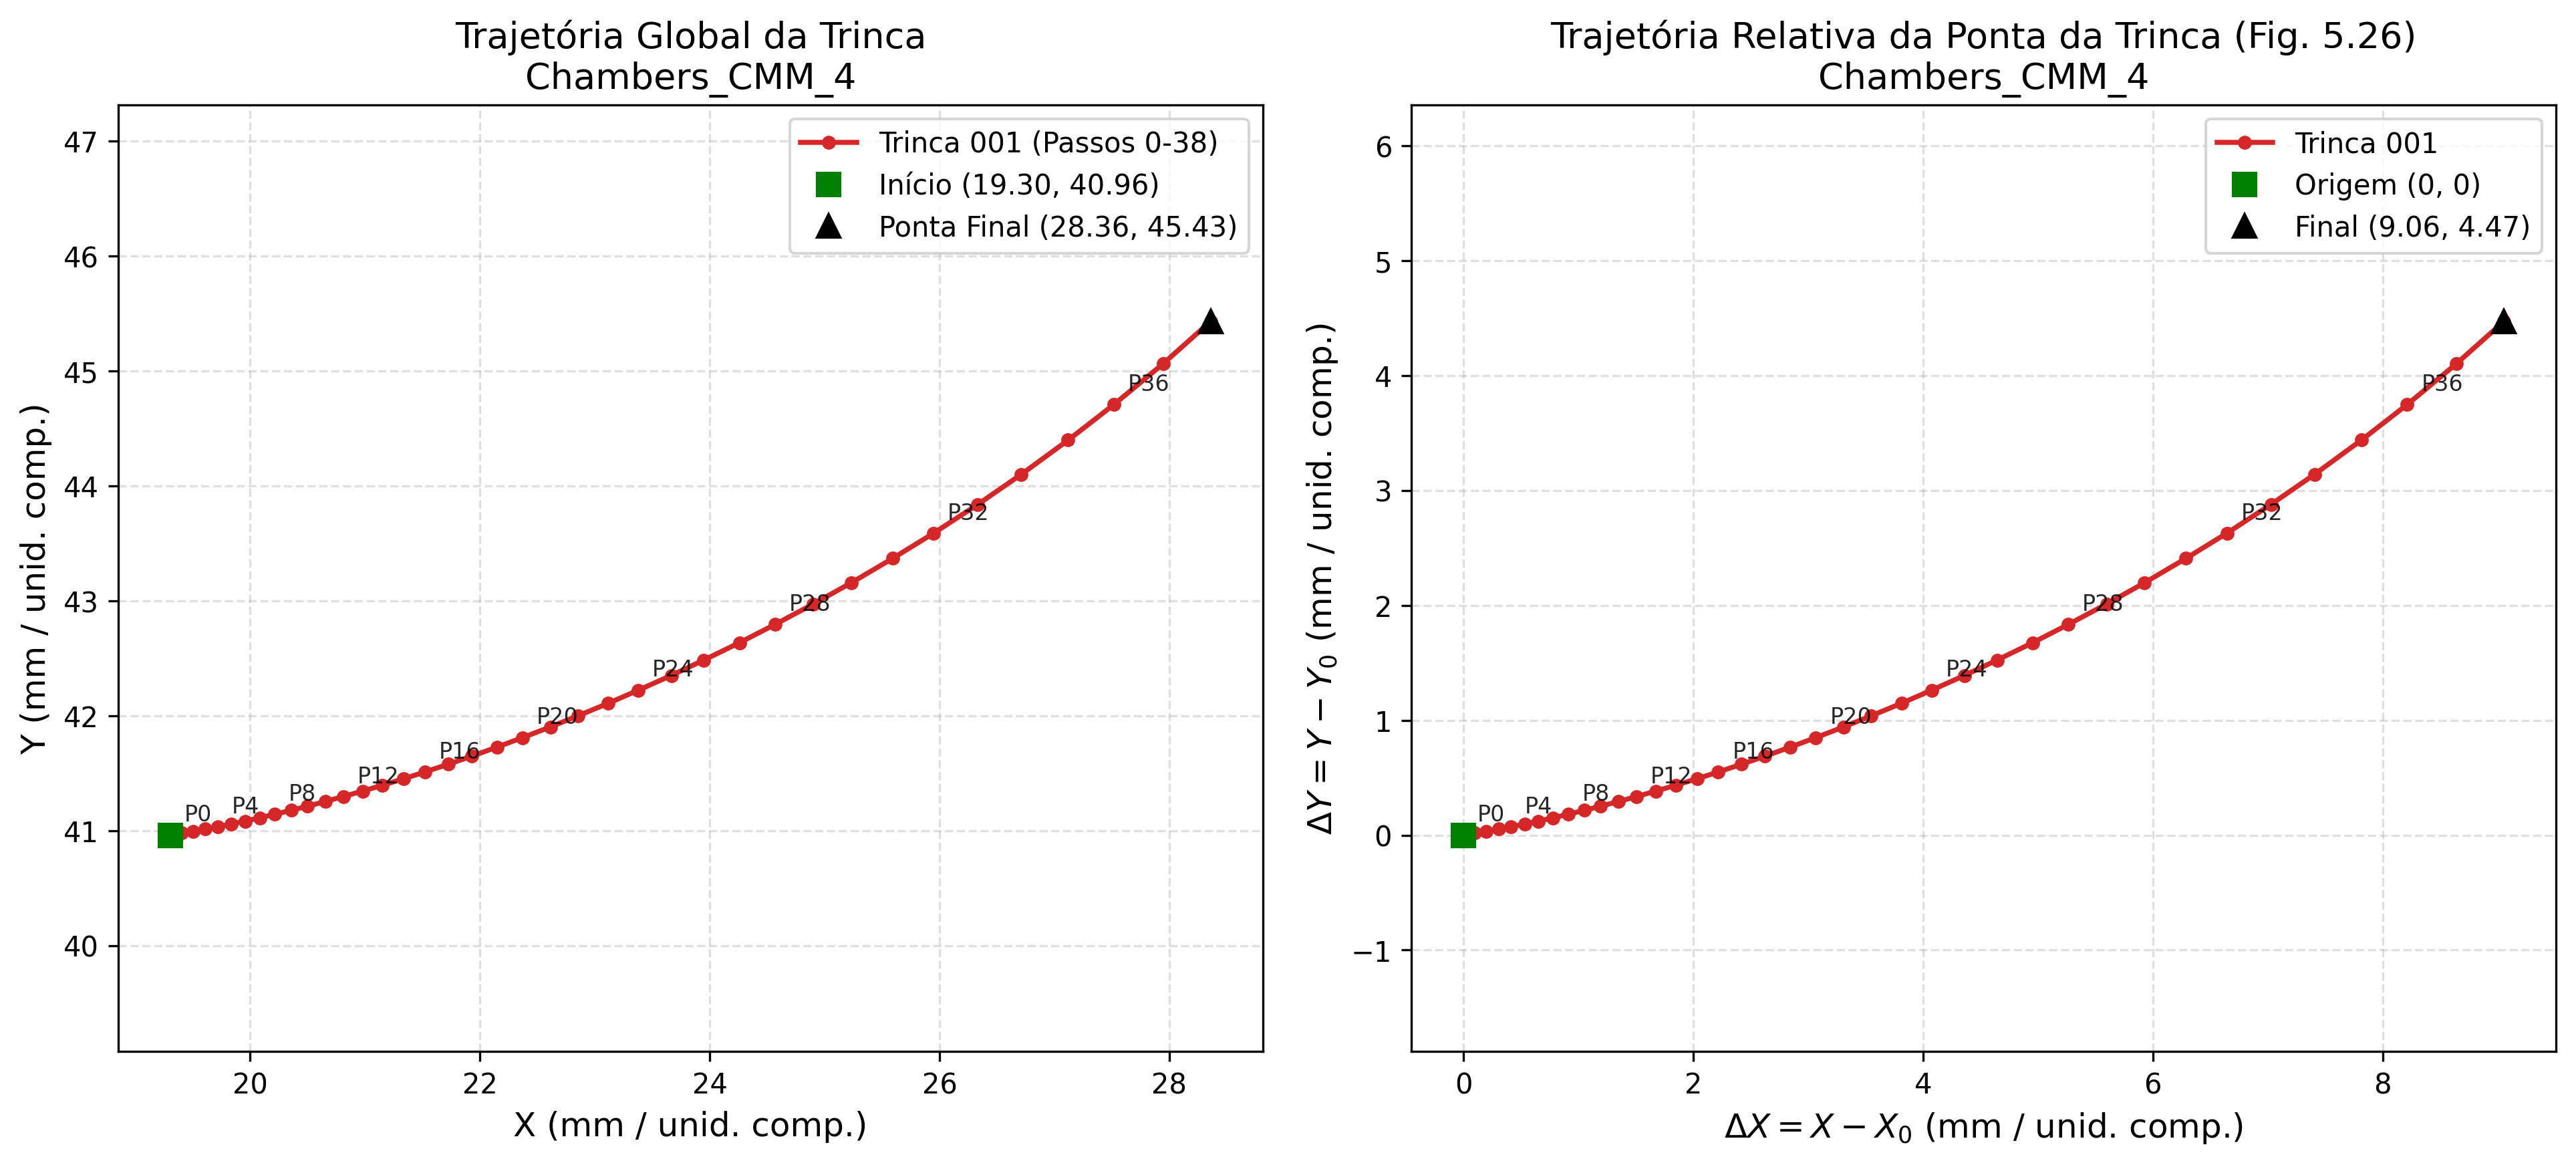 Trajetória Global da Trinca
Chambers_CMM_4
Trinca 001 (Passos 0-38)
Início (19.30, 40.96)
Ponta Final (28.36, 45.43)
47
46
45
44
43
42
41
40
Y (mm / unid. comp.)
P0
P4
P8
P12
P16
P20
P24
P28
P32
P36
20
22
24
26
28
X (mm / unid. comp.)
Trajetória Relativa da Ponta da Trinca (Fig. 5.26)
Chambers_CMM_4
Trinca 001
Origem (0, 0)
Final (9.06, 4.47)
6
5
4
3
2
1
0
−1
ΔY = Y − Y₀ (mm / unid. comp.)
P0
P4
P8
P12
P16
P20
P24
P28
P32
P36
0
2
4
6
8
ΔX = X − X₀ (mm / unid. comp.)